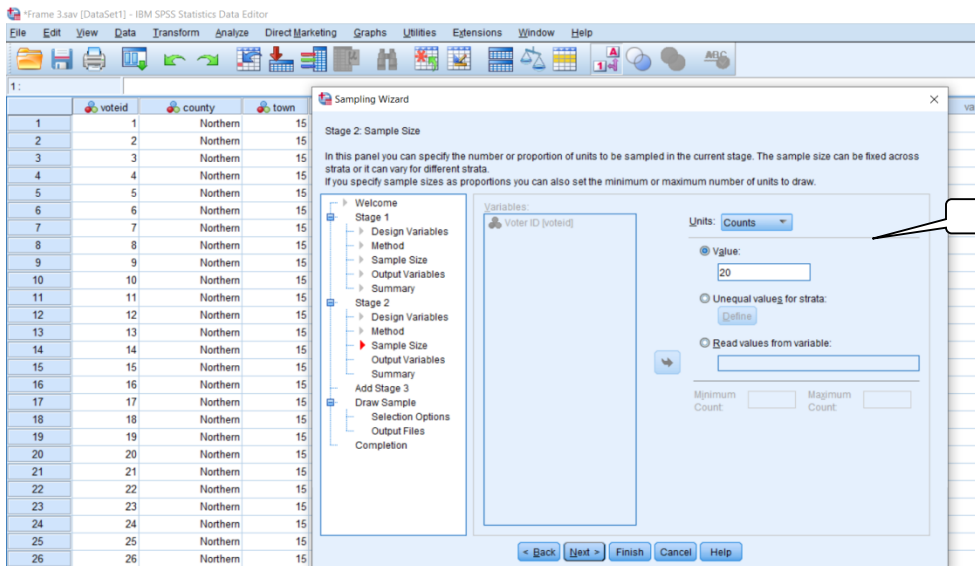 *Frame 3.sav [DataSet1] - IBM SPSS Statistics Data Editor
File Edit View Data Transform Analyze Direct Marketing Graphs Utilities Extensions Window Help
1 :
voteid county town
1 1 Northern 15
2 2 Northern 15
3 3 Northern 15
4 4 Northern 15
5 5 Northern 15
6 6 Northern 15
7 7 Northern 15
8 8 Northern 15
9 9 Northern 15
10 10 Northern 15
11 11 Northern 15
12 12 Northern 15
13 13 Northern 15
14 14 Northern 15
15 15 Northern 15
16 16 Northern 15
17 17 Northern 15
18 18 Northern 15
19 19 Northern 15
20 20 Northern 15
21 21 Northern 15
22 22 Northern 15
23 23 Northern 15
24 24 Northern 15
25 25 Northern 15
26 26 Northern 15
Sampling Wizard
Stage 2: Sample Size
In this panel you can specify the number or proportion of units to be sampled in the current stage. The sample size can be fixed across
strata or it can vary for different strata.
If you specify sample sizes as proportions you can also set the minimum or maximum number of units to draw.
Welcome
Stage 1
Design Variables
Method
Sample Size
Output Variables
Summary
Stage 2
Design Variables
Method
Sample Size
Output Variables
Summary
Add Stage 3
Draw Sample
Selection Options
Output Files
Completion
Variables:
Voter ID [voteid]
Units: Counts
Value:
20
Unequal values for strata:
Define
Read values from variable:
Minimum Count:
Maximum Count:
< Back Next > Finish Cancel Help
va